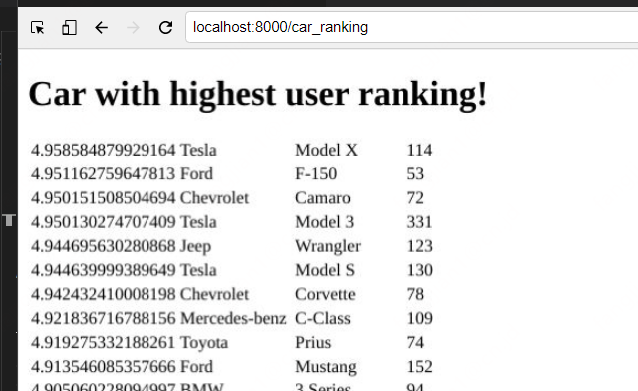 localhost:8000/car_ranking
Car with highest user ranking!
4.958584879929164 Tesla Model X 114
4.951162759647813 Ford F-150 53
4.950151508504694 Chevrolet Camaro 72
4.950130274707409 Tesla Model 3 331
4.944695630280868 Jeep Wrangler 123
4.944639999389649 Tesla Model S 130
4.942432410008198 Chevrolet Corvette 78
4.921836716788156 Mercedes-benz C-Class 109
4.919275332188261 Toyota Prius 74
4.913546085357666 Ford Mustang 152
4.905060228094997 BMW 3 Series 94